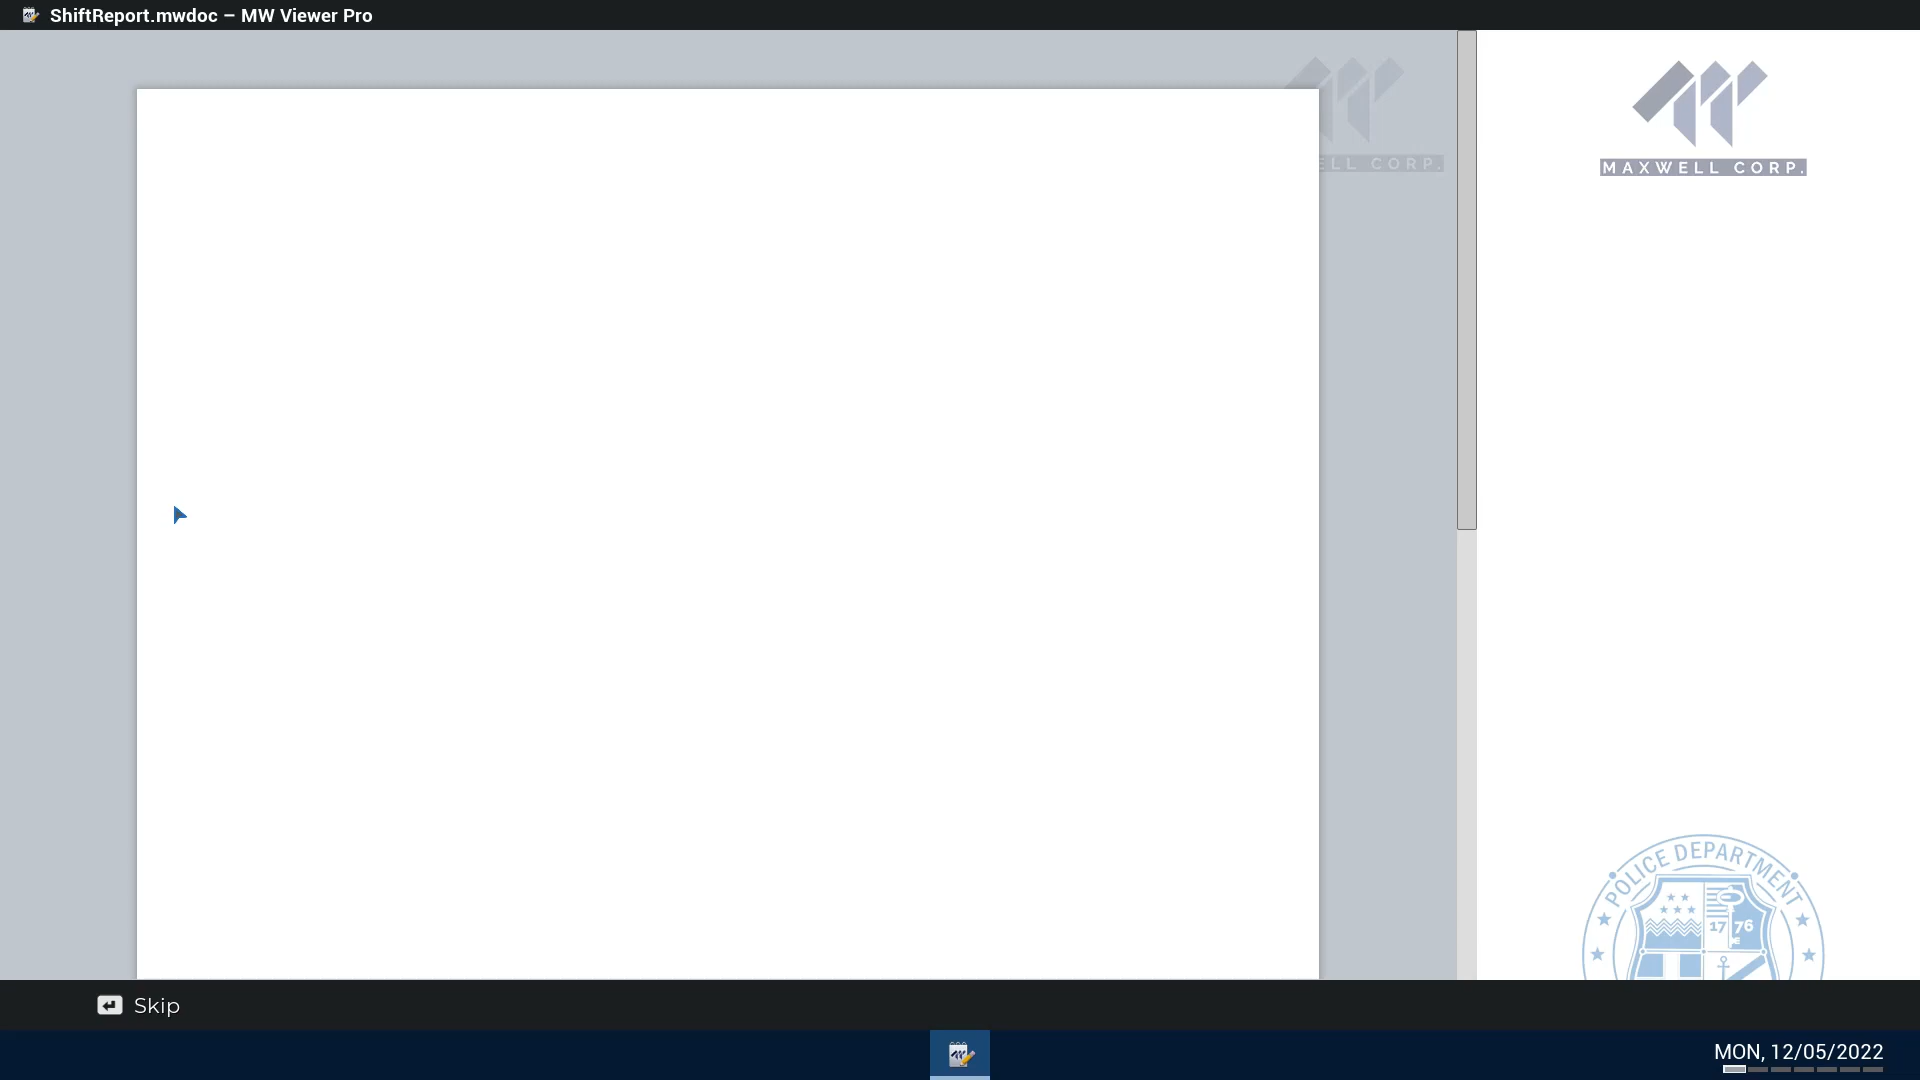 ShiftReport.mwdoc – MW Viewer Pro
ELL CORP.
MAXWELL CORP.
POLICE DEPARTMENT
17 76
Skip
MON, 12/05/2022